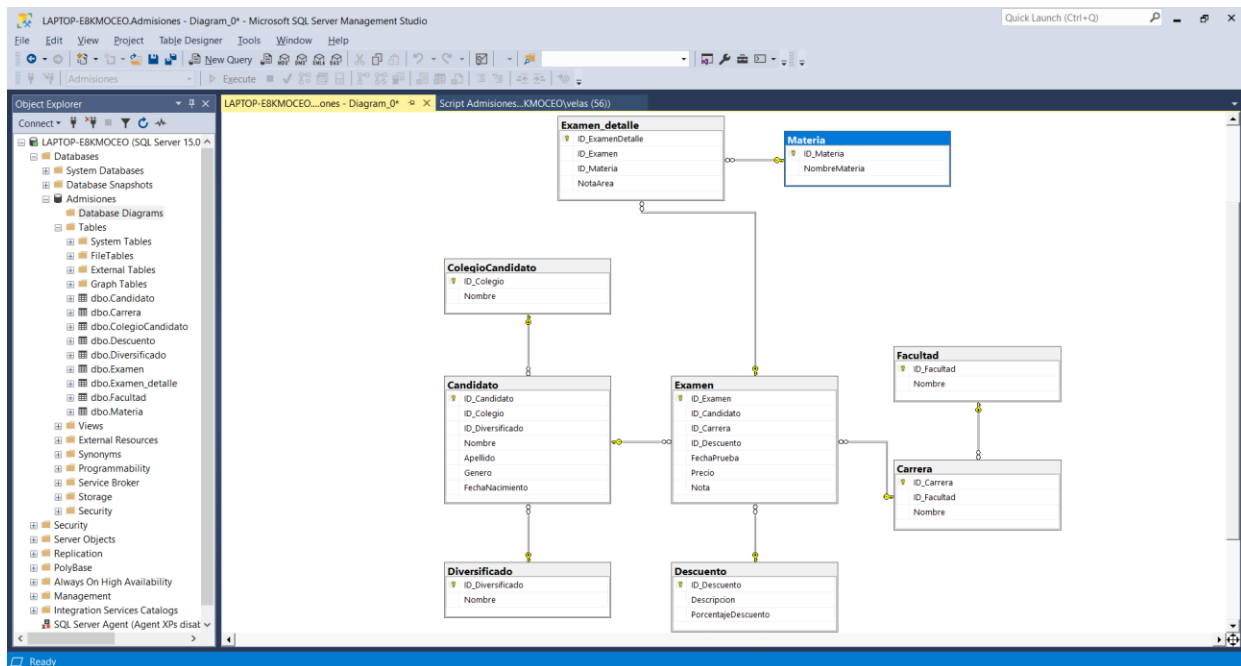 LAPTOP-E8KMOCEO.Admisiones - Diagram_0* - Microsoft SQL Server Management Studio
Quick Launch (Ctrl+Q)
File Edit View Project Table Designer Tools Window Help
New Query
Admisiones
Execute
Object Explorer
LAPTOP-E8KMOCEO....ones - Diagram_0*
Script Admisiones...KMOCEO\velas (56))
Connect
LAPTOP-E8KMOCEO (SQL Server 15.0
Databases
System Databases
Database Snapshots
Admisiones
Database Diagrams
Tables
System Tables
FileTables
External Tables
Graph Tables
dbo.Candidato
dbo.Carrera
dbo.ColegioCandidato
dbo.Descuento
dbo.Diversificado
dbo.Examen
dbo.Examen_detalle
dbo.Facultad
dbo.Materia
Views
External Resources
Synonyms
Programmability
Service Broker
Storage
Security
Security
Server Objects
Replication
PolyBase
Always On High Availability
Management
Integration Services Catalogs
SQL Server Agent (Agent XPs disat
Examen_detalle
ID_ExamenDetalle
ID_Examen
ID_Materia
NotaArea
Materia
ID_Materia
NombreMateria
ColegioCandidato
ID_Colegio
Nombre
Candidato
ID_Candidato
ID_Colegio
ID_Diversificado
Nombre
Apellido
Genero
FechaNacimiento
Examen
ID_Examen
ID_Candidato
ID_Carrera
ID_Descuento
FechaPrueba
Precio
Nota
Facultad
ID_Facultad
Nombre
Carrera
ID_Carrera
ID_Facultad
Nombre
Diversificado
ID_Diversificado
Nombre
Descuento
ID_Descuento
Descripcion
PorcentajeDescuento
Ready